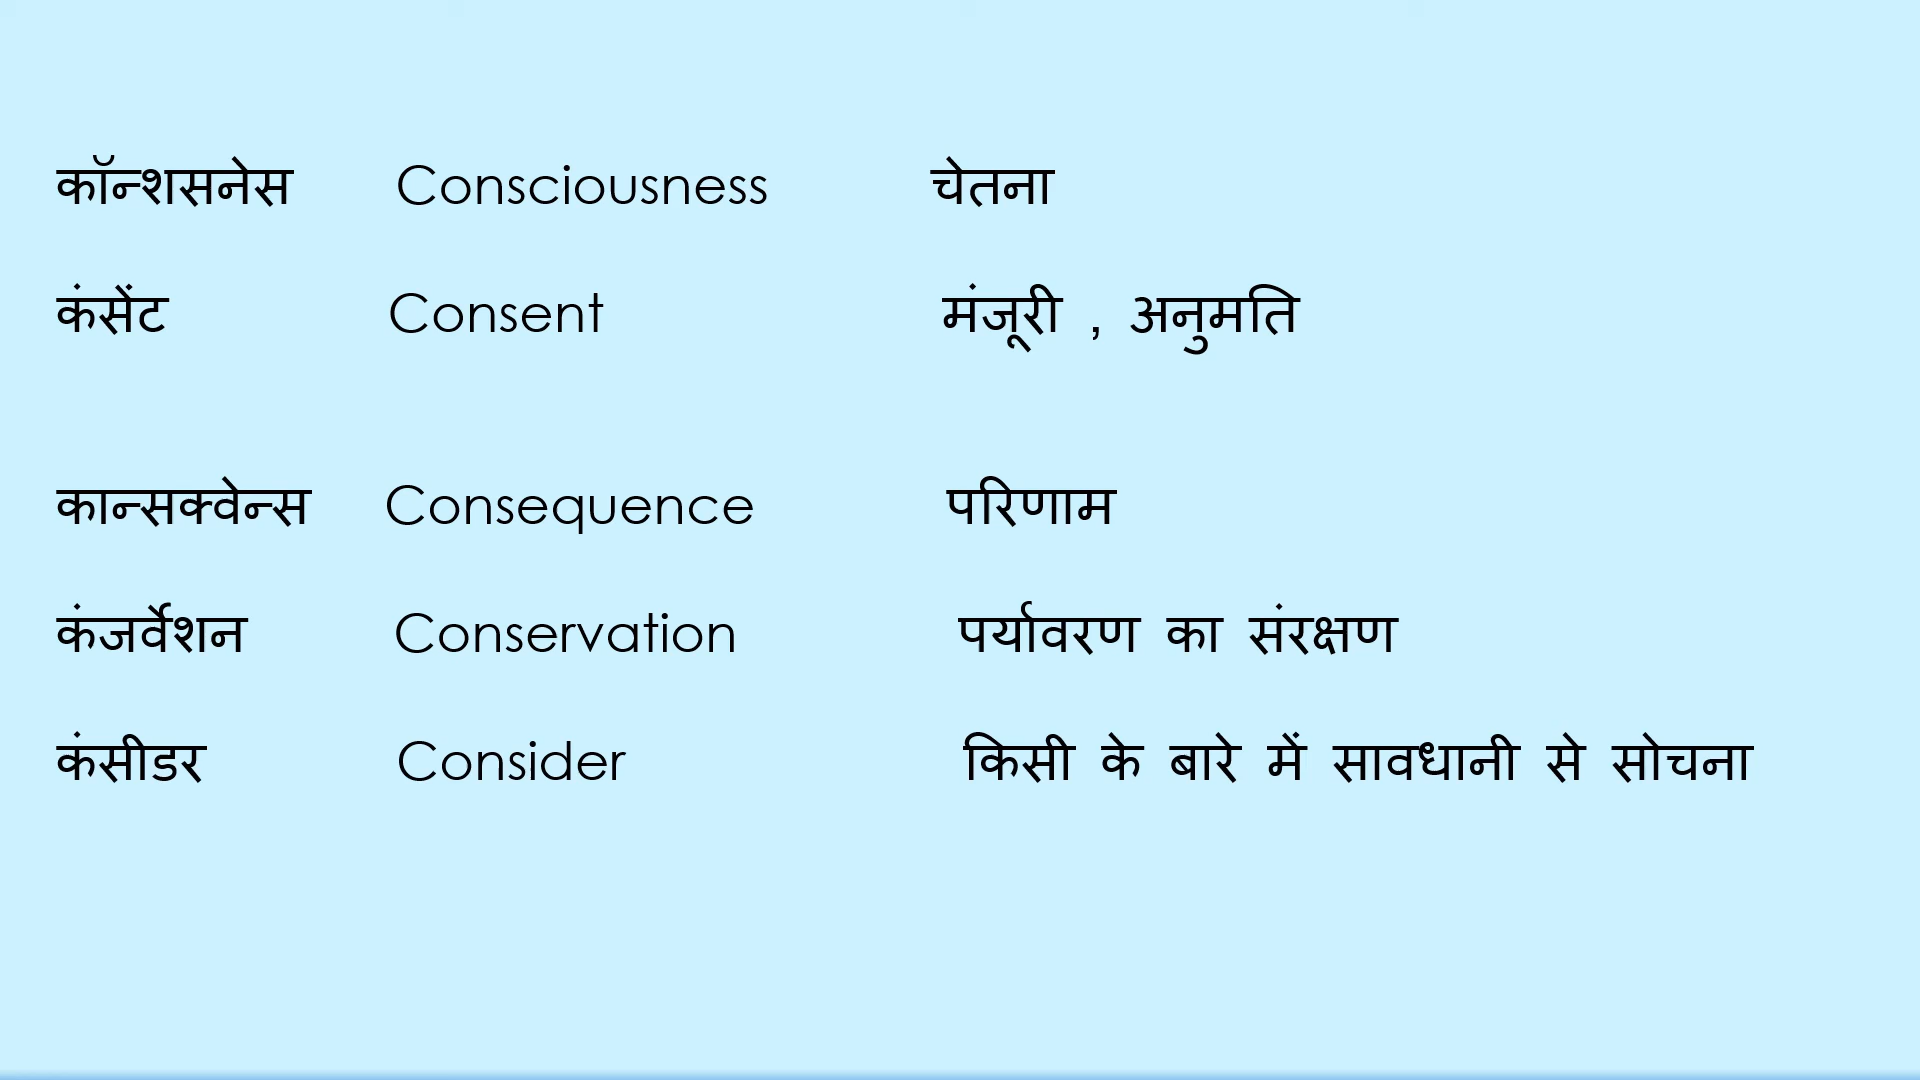 कॉन्शसनेस Consciousness चेतना
कंसेंट Consent मंजूरी , अनुमति
कान्सक्वेन्स Consequence परिणाम
कंजर्वेशन Conservation पर्यावरण का संरक्षण
कंसीडर Consider किसी के बारे में सावधानी से सोचना